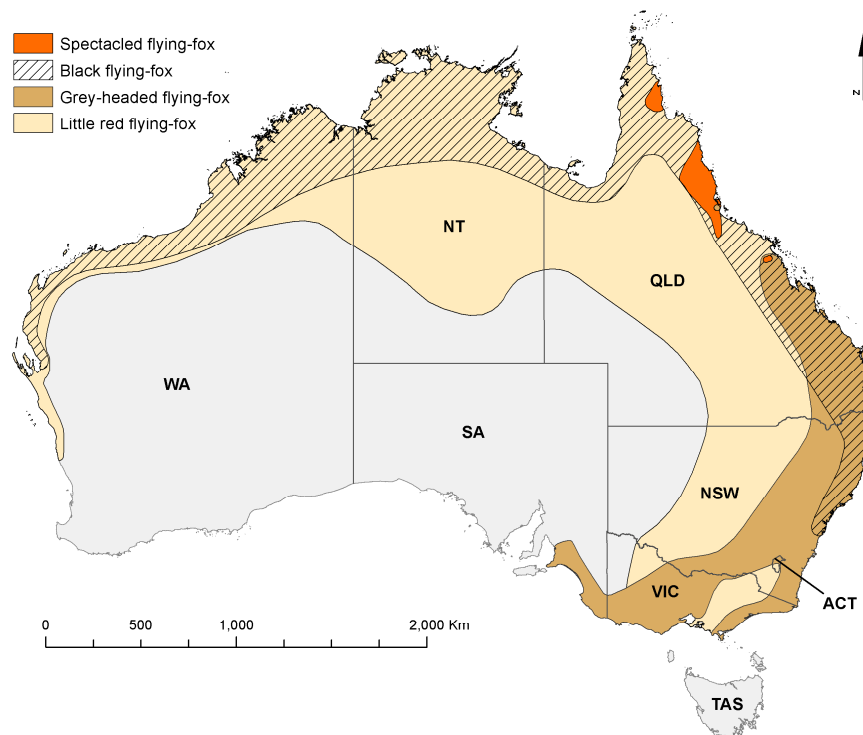 Spectacled flying-fox
Black flying-fox
Grey-headed flying-fox
Little red flying-fox
z
NT
QLD
WA
SA
NSW
VIC
ACT
0 500 1,000 2,000 Km
TAS